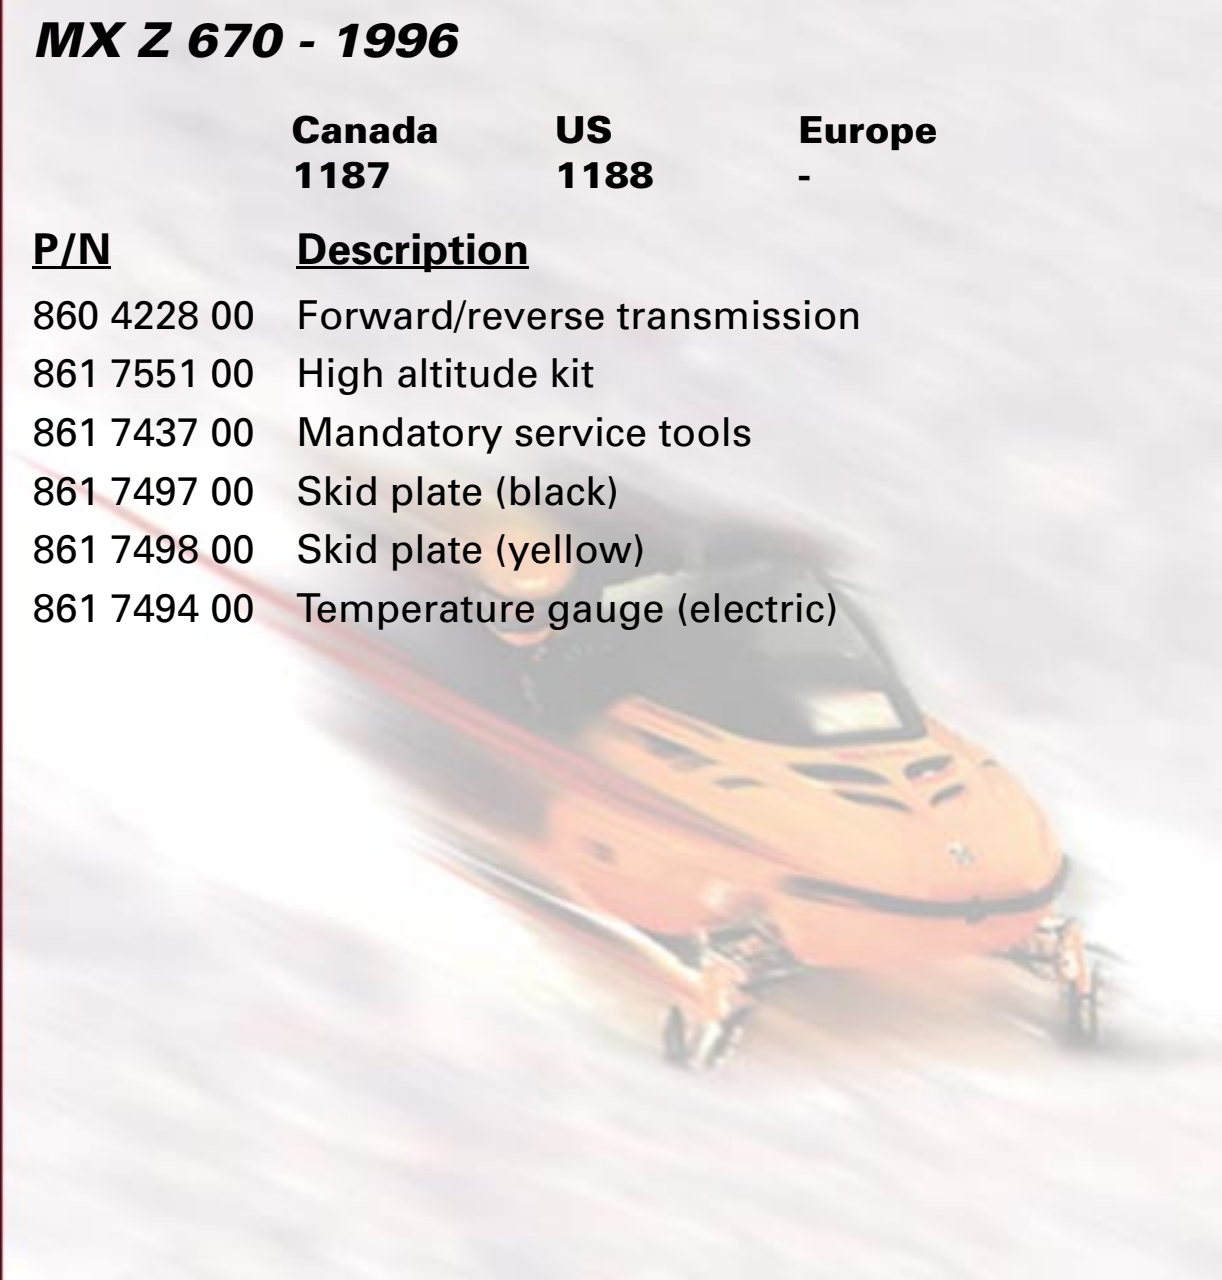 MX Z 670 - 1996
Canada US Europe
1187 1188 -
P/N Description
860 4228 00 Forward/reverse transmission
861 7551 00 High altitude kit
861 7437 00 Mandatory service tools
861 7497 00 Skid plate (black)
861 7498 00 Skid plate (yellow)
861 7494 00 Temperature gauge (electric)